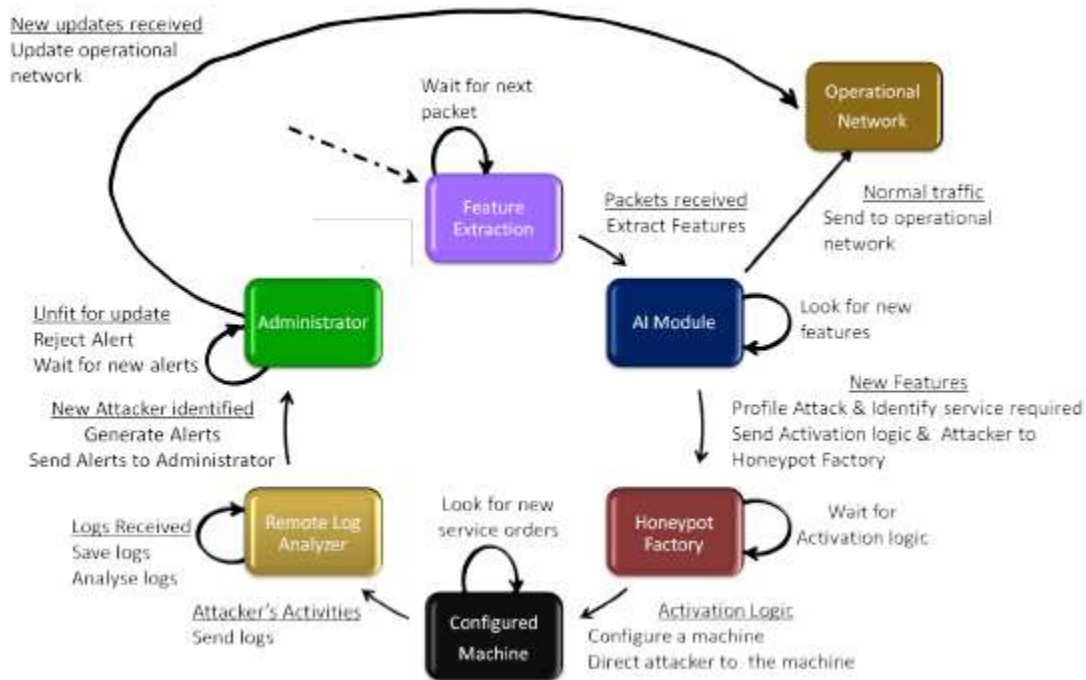 New updates received
Update operational
network
Wait for next
packet
Operational
Network
Feature
Extraction
Packets received
Extract Features
Normal traffic
Send to operational
network
Unfit for update
Reject Alert
Wait for new alerts
Administrator
AI Module
Look for new
features
New Attacker identified
Generate Alerts
Send Alerts to Administrator
New Features
Profile Attack & Identify service required
Send Activation logic & Attacker to
Honeypot Factory
Logs Received
Save logs
Analyse logs
Remote Log
Analyzer
Look for new
service orders
Honeypot
Factory
Wait for
Activation logic
Attacker's Activities
Send logs
Configured
Machine
Activation Logic
Configure a machine
Direct attacker to the machine